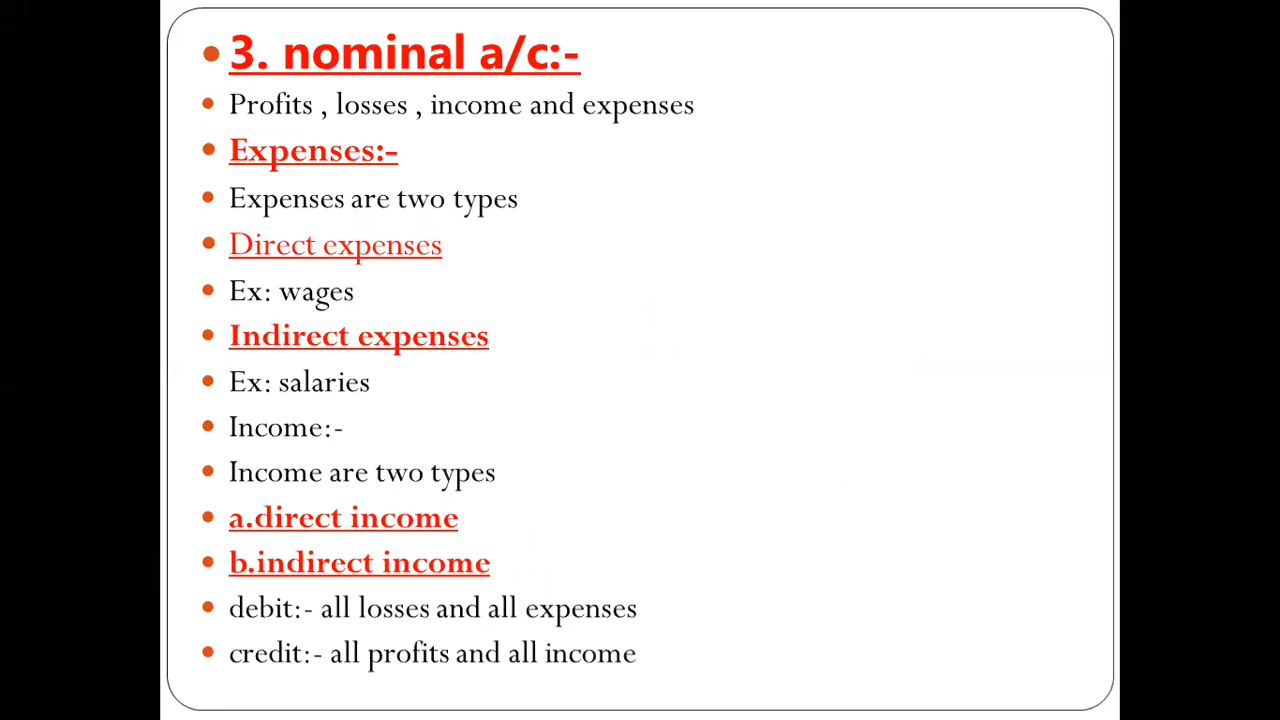 3. nominal a/c:-
Profits , losses , income and expenses
Expenses:-
Expenses are two types
Direct expenses
Ex: wages
Indirect expenses
Ex: salaries
Income:-
Income are two types
a.direct income
b.indirect income
debit:- all losses and all expenses
credit:- all profits and all income